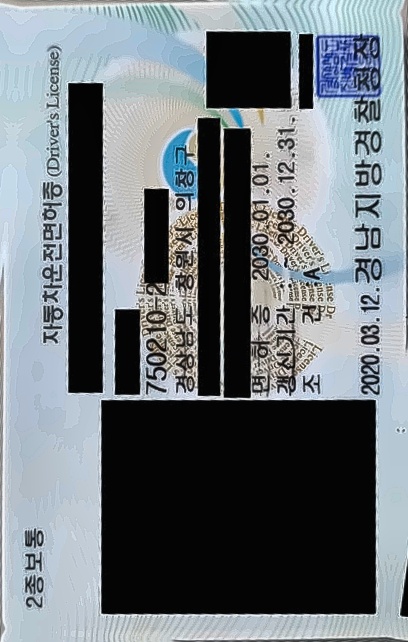 2종보통
자동차운전면허증 (Driver's License)
750210-2
경상남도 창원시 의창구
면 허 증 2030.01.01.
갱신기간 ~ 2030.12.31.
조 건 A
2020.03.12. 경남지방경찰청장